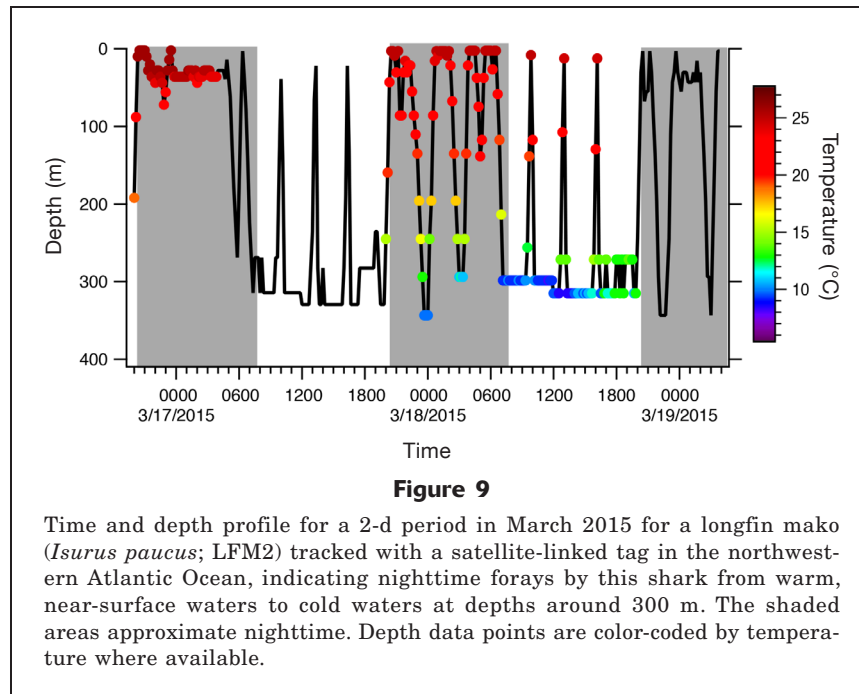 0
100
200
300
400
Depth (m)
25
20
15
10
Temperature (°C)
0000 0600 1200 1800 0000 0600 1200 1800 0000
3/17/2015 3/18/2015 3/19/2015
Time
Figure 9
Time and depth profile for a 2-d period in March 2015 for a longfin mako
(Isurus paucus; LFM2) tracked with a satellite-linked tag in the northwest-
ern Atlantic Ocean, indicating nighttime forays by this shark from warm,
near-surface waters to cold waters at depths around 300 m. The shaded
areas approximate nighttime. Depth data points are color-coded by tempera-
ture where available.